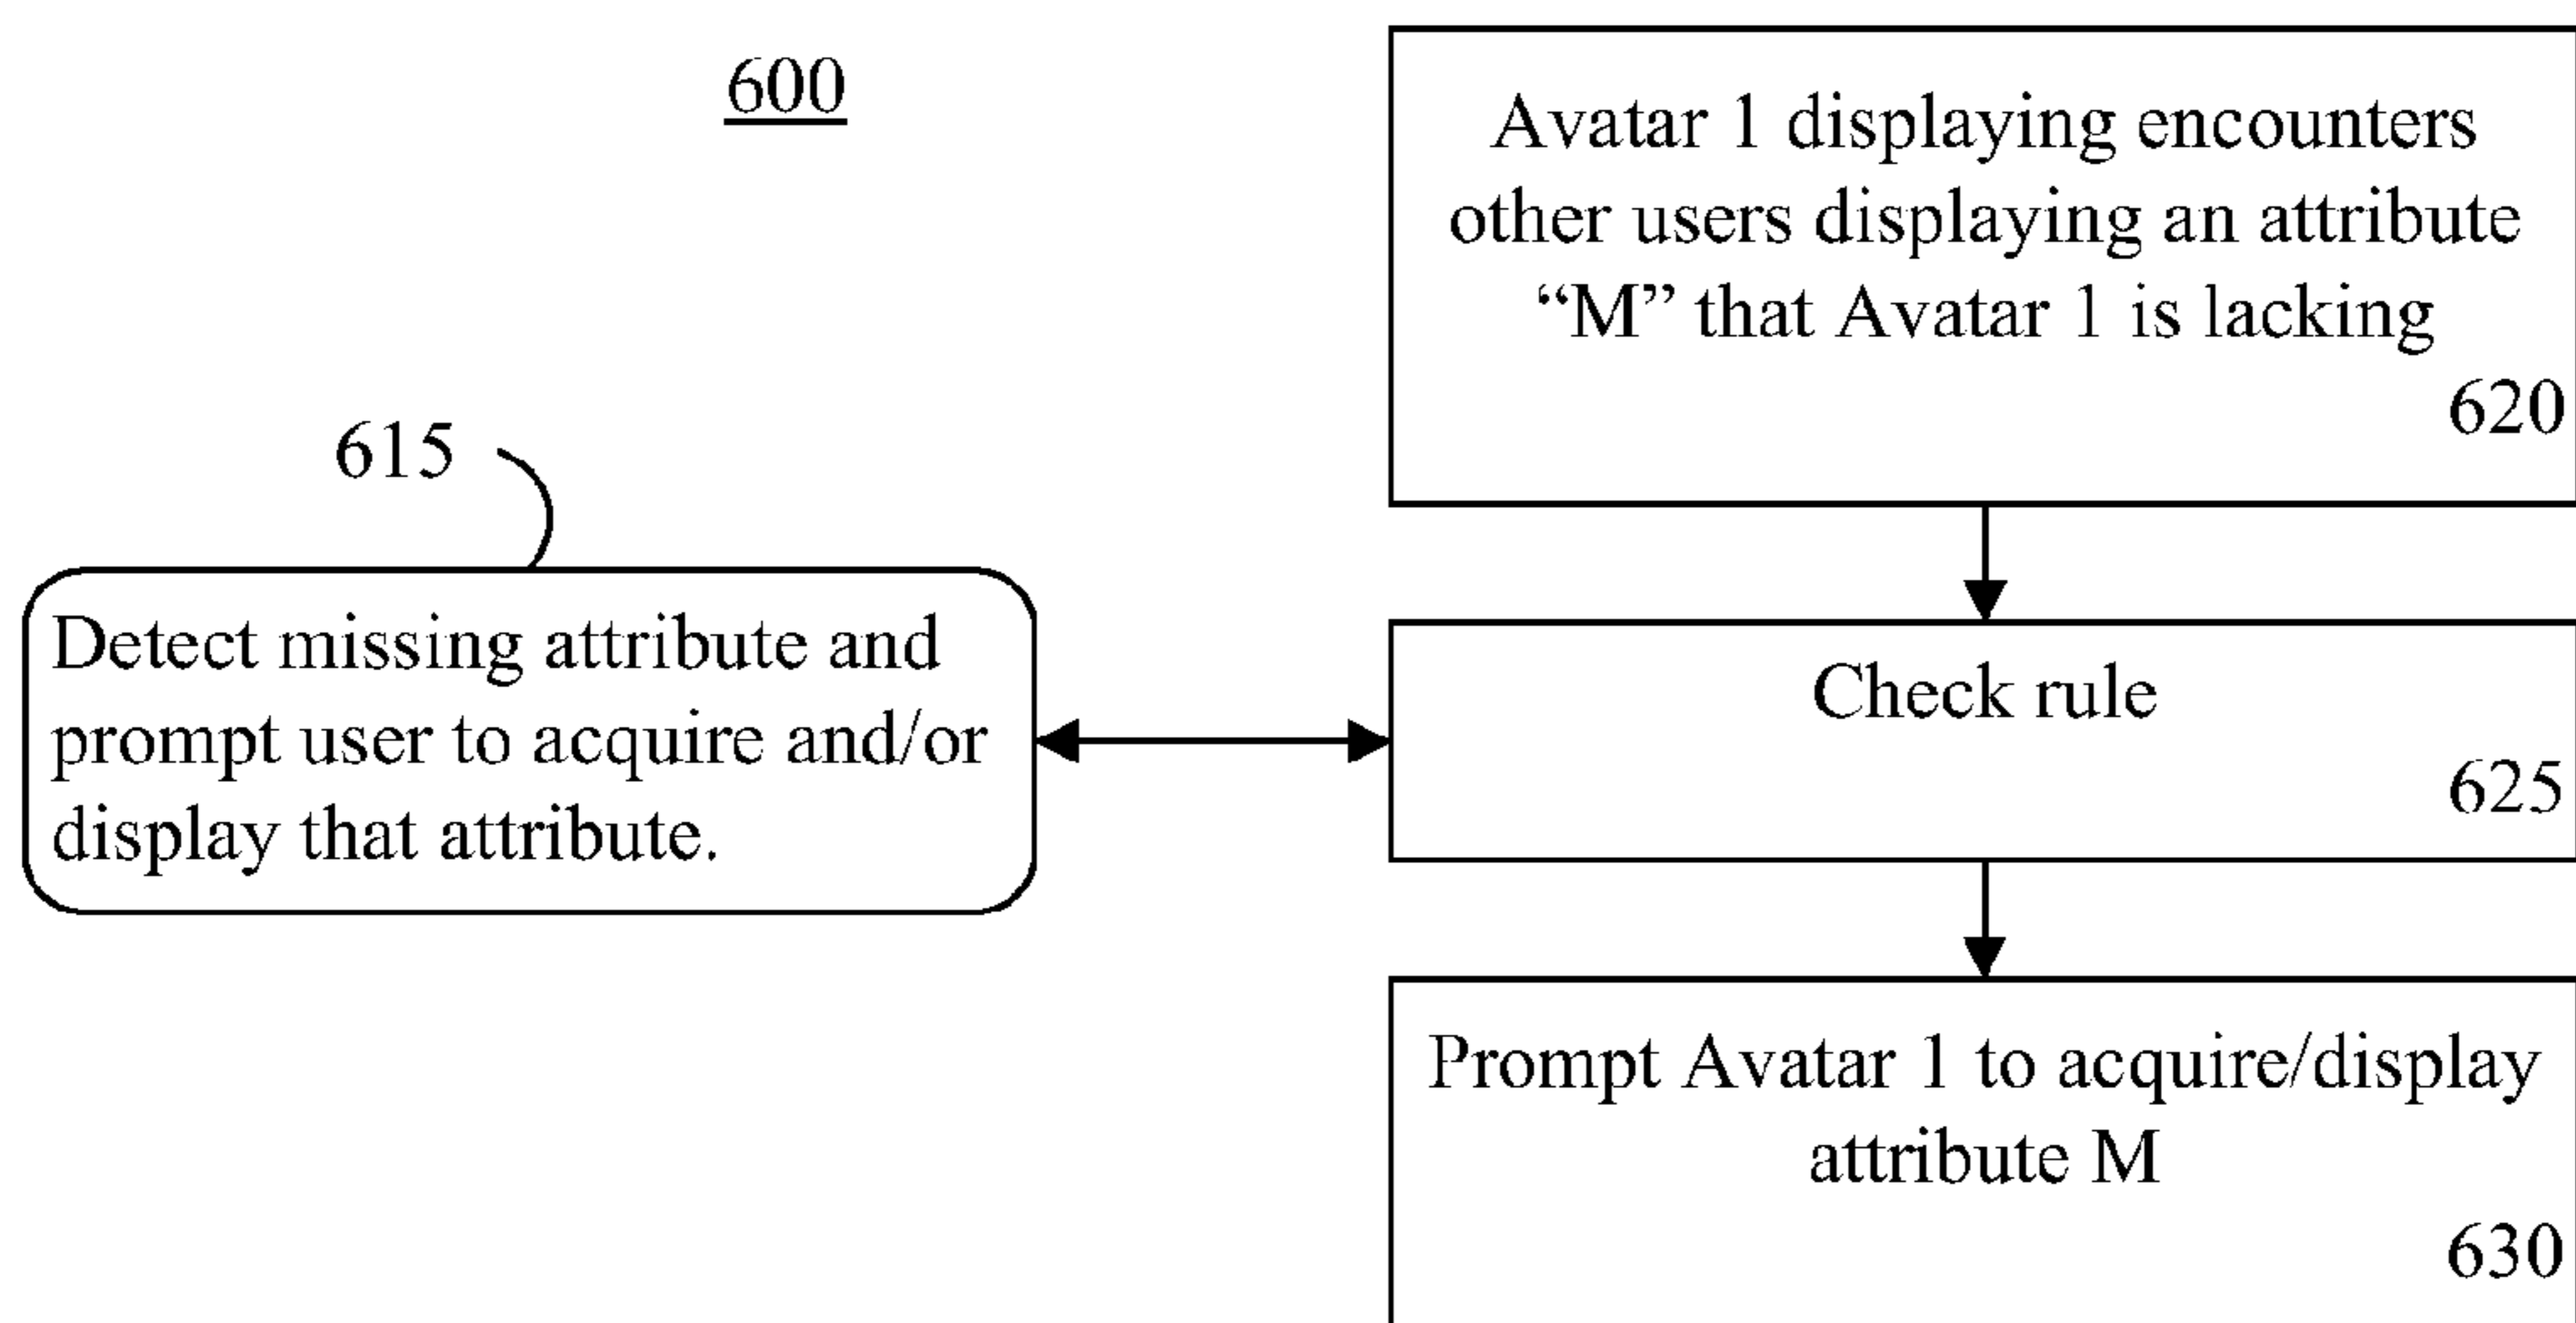 600
Avatar 1 displaying encounters
other users displaying an attribute
“M” that Avatar 1 is lacking
620
615
Detect missing attribute and
prompt user to acquire and/or
display that attribute.
Check rule
625
Prompt Avatar 1 to acquire/display
attribute M
630